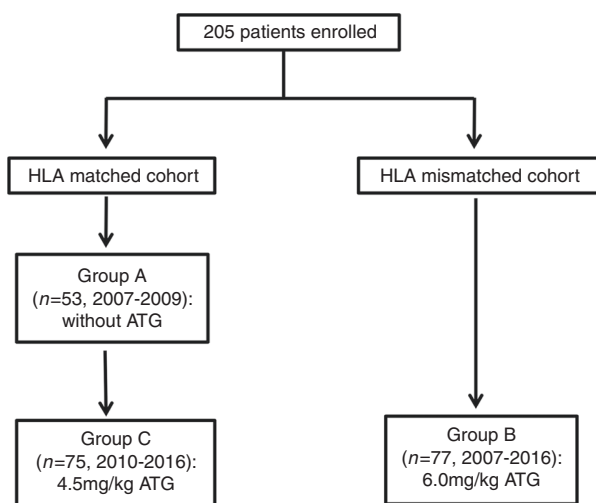 205 patients enrolled
HLA matched cohort
HLA mismatched cohort
Group A
(n=53, 2007-2009):
without ATG
Group C
(n=75, 2010-2016):
4.5mg/kg ATG
Group B
(n=77, 2007-2016):
6.0mg/kg ATG